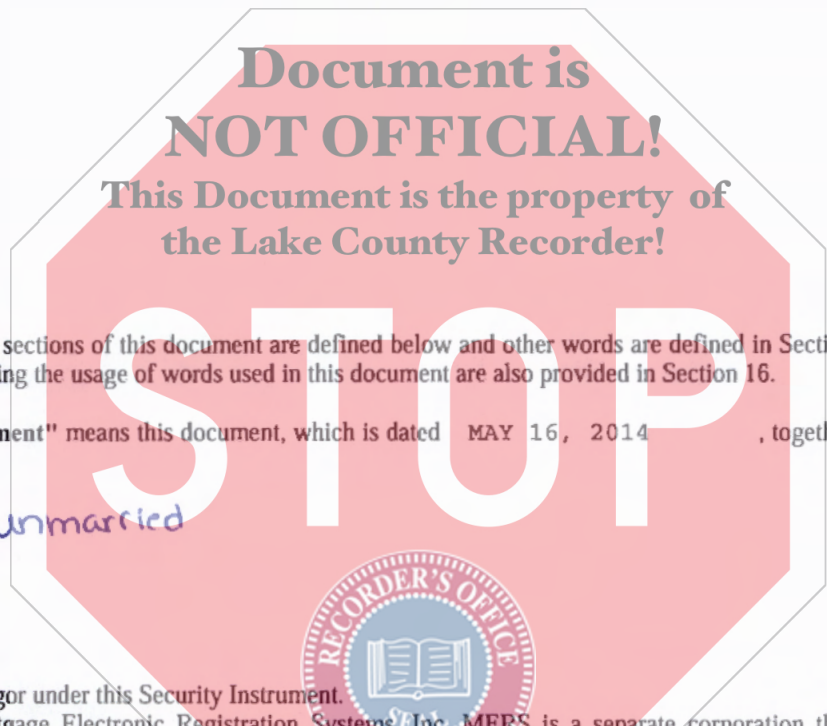 Document is
NOT OFFICIAL!
This Document is the property of
the Lake County Recorder!
STOP
sections of this document are defined below and other words are defined in Secti
ing the usage of words used in this document are also provided in Section 16.
ment" means this document, which is dated MAY 16, 2014 , togeth
unmarried
RECORDER'S OFFICE
SEAL
gor under this Security Instrument.
tgage Electronic Registration Systems, Inc. MERS is a separate corporation th